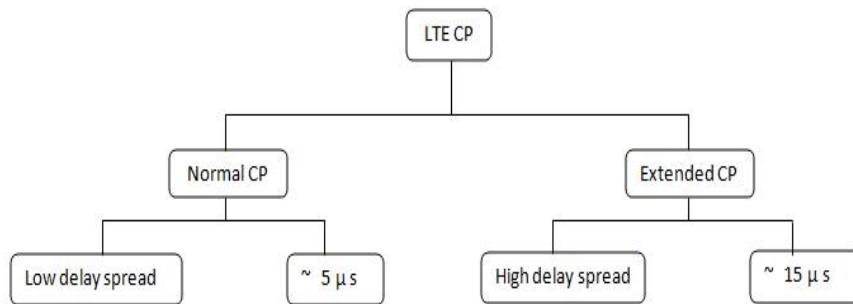 LTE CP
Normal CP
Extended CP
Low delay spread
~ 5 µ s
High delay spread
~ 15 µ s